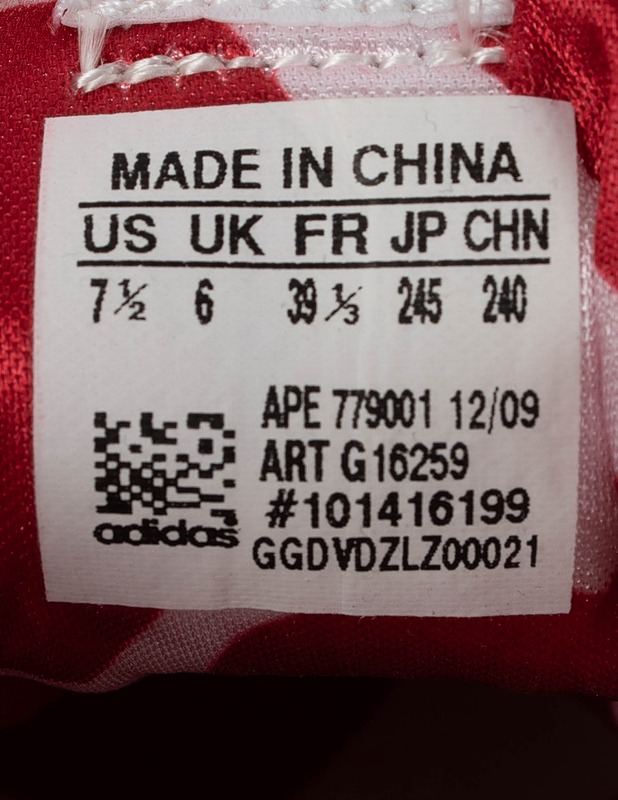 MADE IN CHINA
US UK FR JP CHN
7½ 6 39⅓ 245 240
APE 779001 12/09
ART G16259
#101416199
adidas
GGDVDZLZ00021